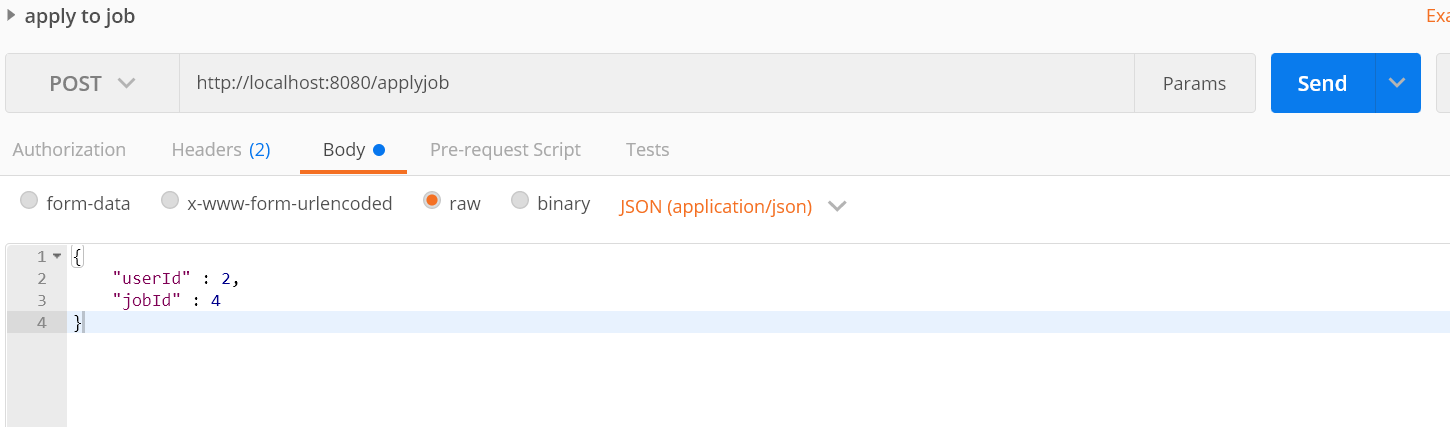 apply to job
Exa
POST http://localhost:8080/applyjob Params Send
Authorization Headers (2) Body Pre-request Script Tests
form-data x-www-form-urlencoded raw binary JSON (application/json)
1 {
2 "userId" : 2,
3 "jobId" : 4
4 }